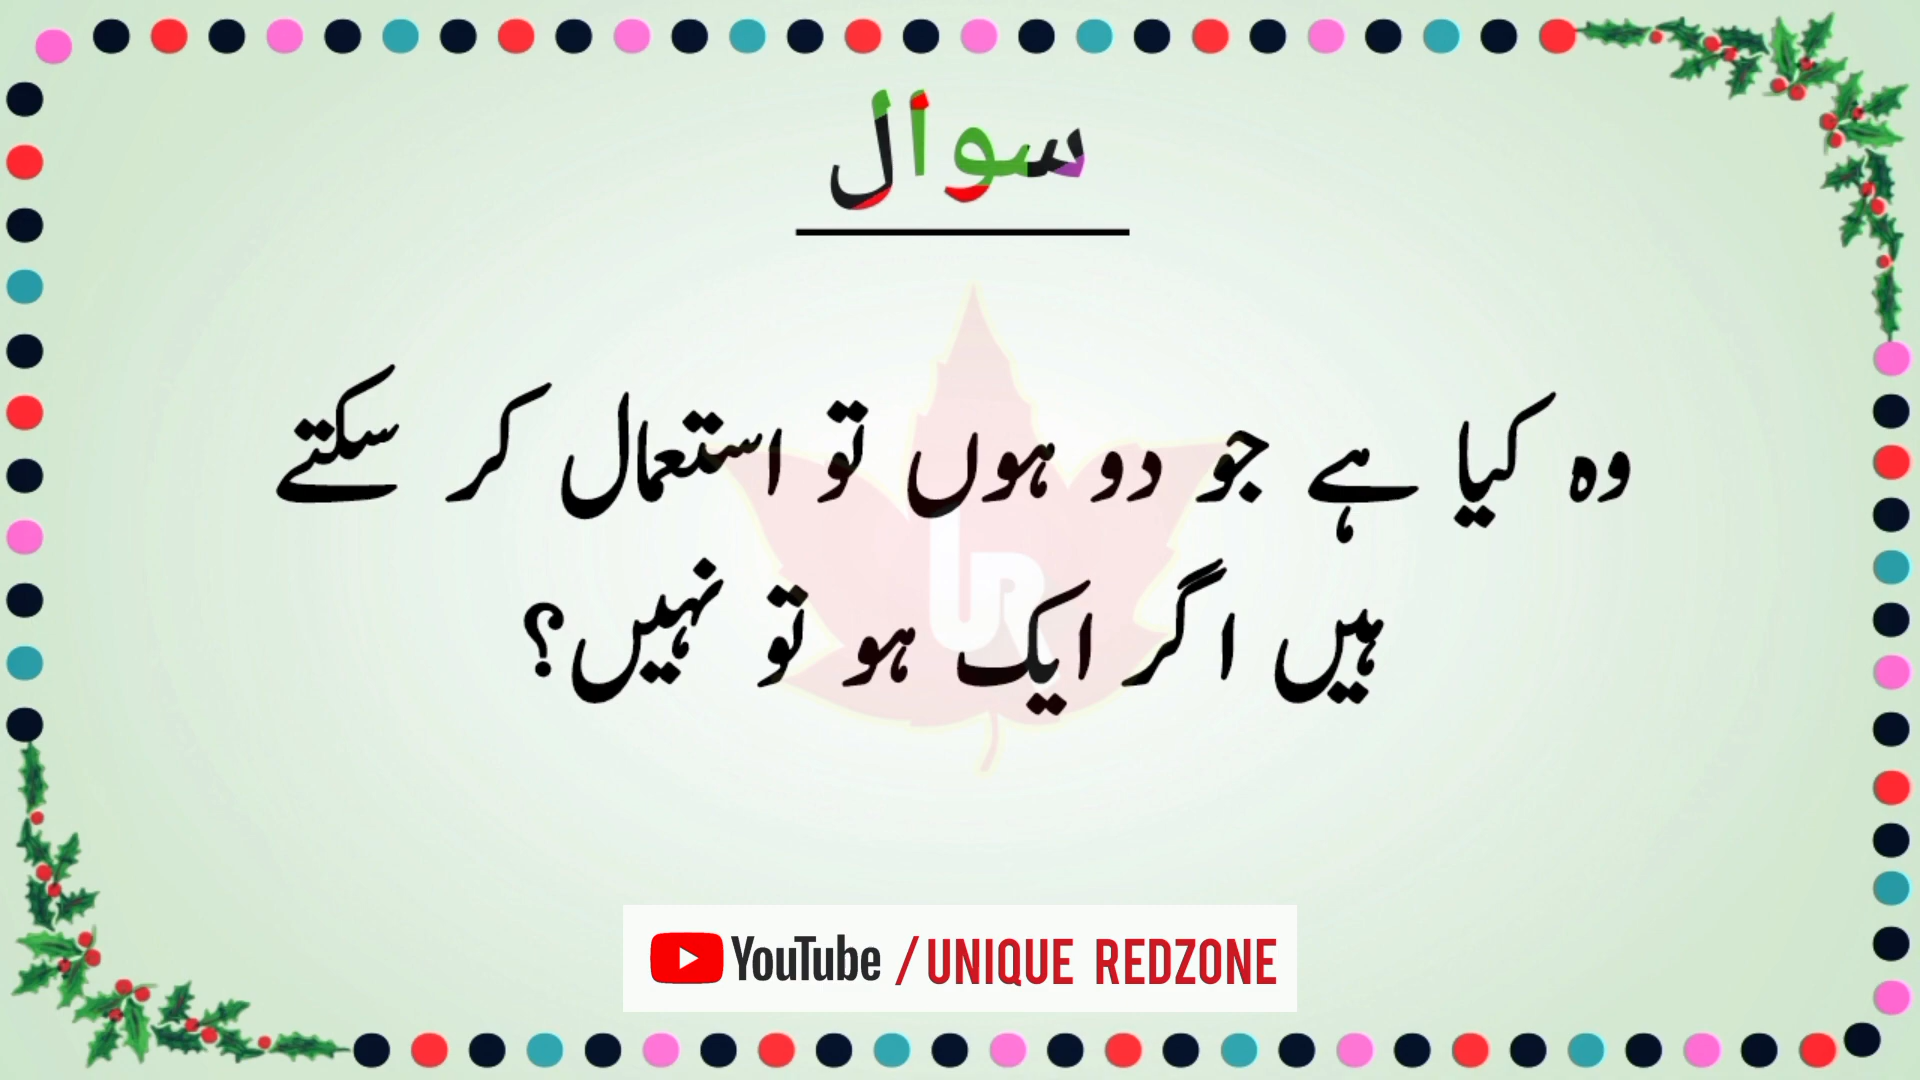 سوال
وہ کیا ہے جو دو ہوں تو استعمال کر سکتے
ہیں اگر ایک ہو تو نہیں؟
UR
YouTube / UNIQUE REDZONE